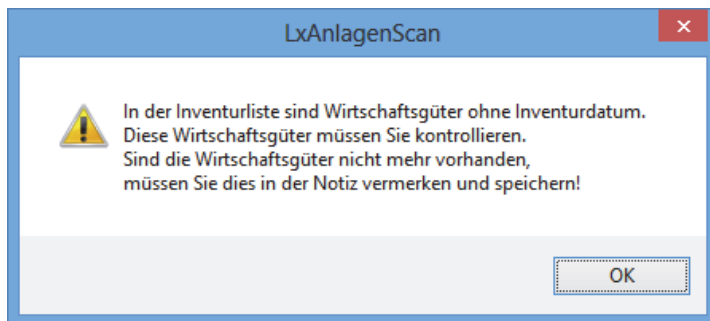 LxAnlagenScan
In der Inventurliste sind Wirtschaftsgüter ohne Inventurdatum.
Diese Wirtschaftsgüter müssen Sie kontrollieren.
Sind die Wirtschaftsgüter nicht mehr vorhanden,
müssen Sie dies in der Notiz vermerken und speichern!
OK